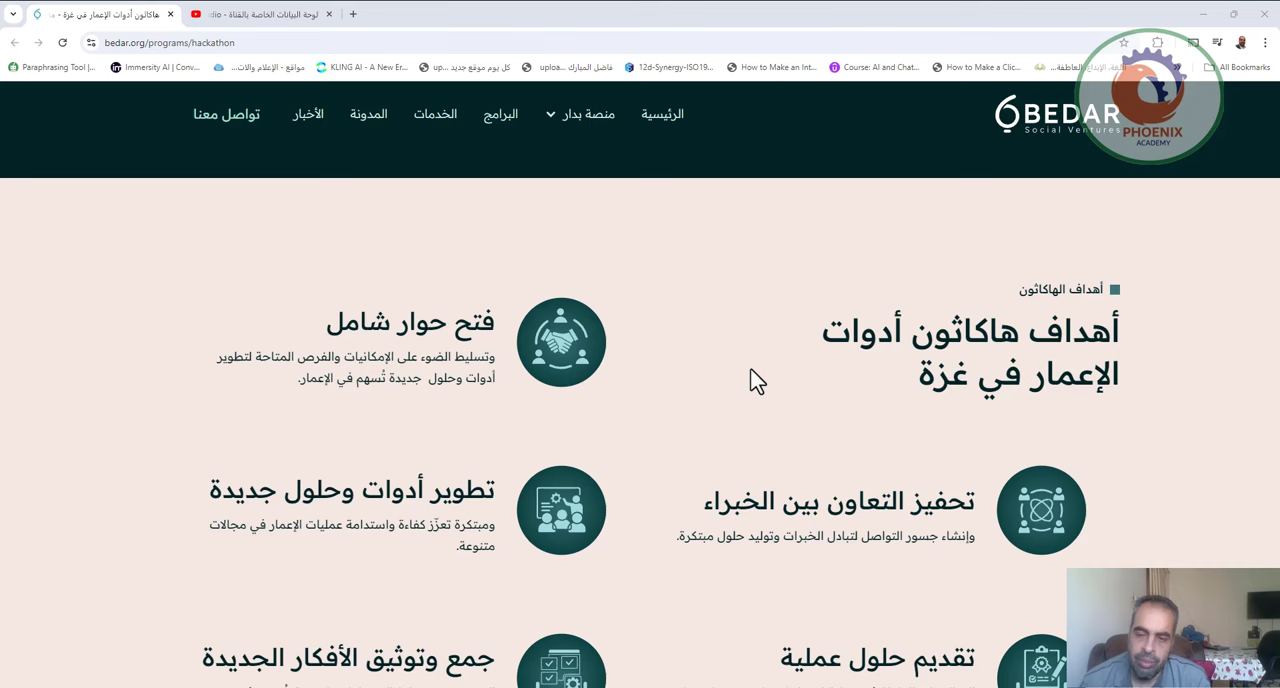 هاكاثون أدوات الإعمار في غزة - م
لوحة البيانات الخاصة بالقناة - dio
bedar.org/programs/hackathon
Paraphrasing Tool |...
Immersity AI | Conv...
مواقع - الإعلام والات...
KLING AI - A New Er...
كل يوم موقع جديد up...
فاضل المبارك uploa...
12d-Synergy-ISO19...
How to Make an Int...
Course: AI and Chat...
How to Make a Clic...
All Bookmarks
BEDAR
Social Ventures
PHOENIX
ACADEMY
الرئيسية
منصة بدار
البرامج
الخدمات
المدونة
الأخبار
تواصل معنا
أهداف الهاكاثون
أهداف هاكاثون أدوات
الإعمار في غزة
فتح حوار شامل
وتسليط الضوء على الإمكانيات والفرص المتاحة لتطوير
أدوات وحلول جديدة تُسهم في الإعمار.
تحفيز التعاون بين الخبراء
وإنشاء جسور التواصل لتبادل الخبرات وتوليد حلول مبتكرة.
تطوير أدوات وحلول جديدة
ومبتكرة تعزّز كفاءة واستدامة عمليات الإعمار في مجالات
متنوعة.
تقديم حلول عملية
جمع وتوثيق الأفكار الجديدة